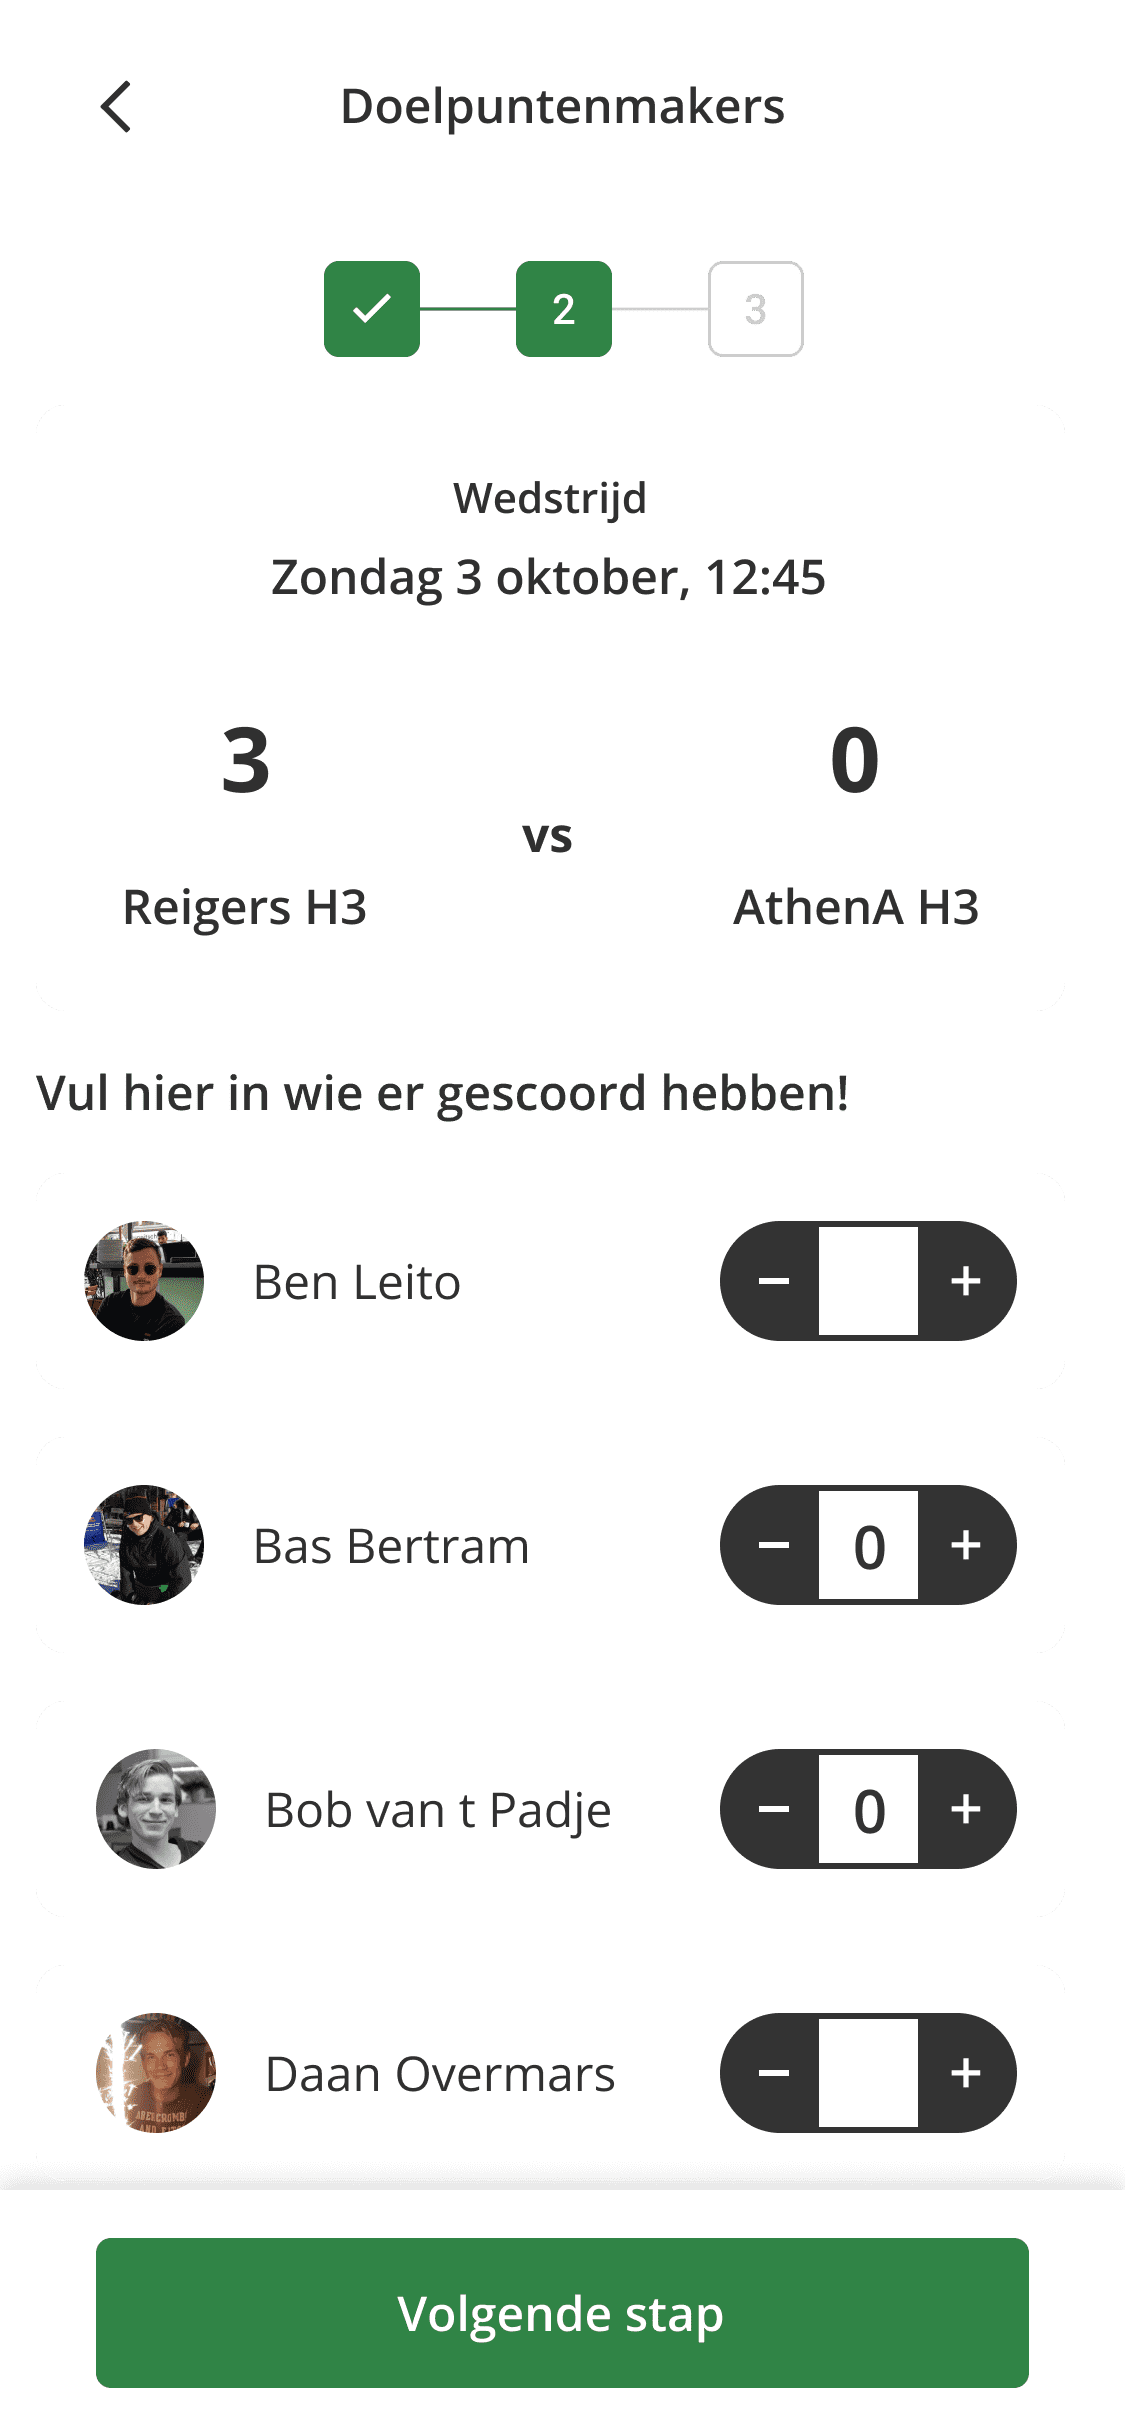 Doelpuntenmakers
2
3
Wedstrijd
Zondag 3 oktober, 12:45
3
0
vs
Reigers H3
AthenA H3
Vul hier in wie er gescoord hebben!
Ben Leito
− +
Bas Bertram
− 0 +
Bob van t Padje
− 0 +
Daan Overmars
− +
Volgende stap